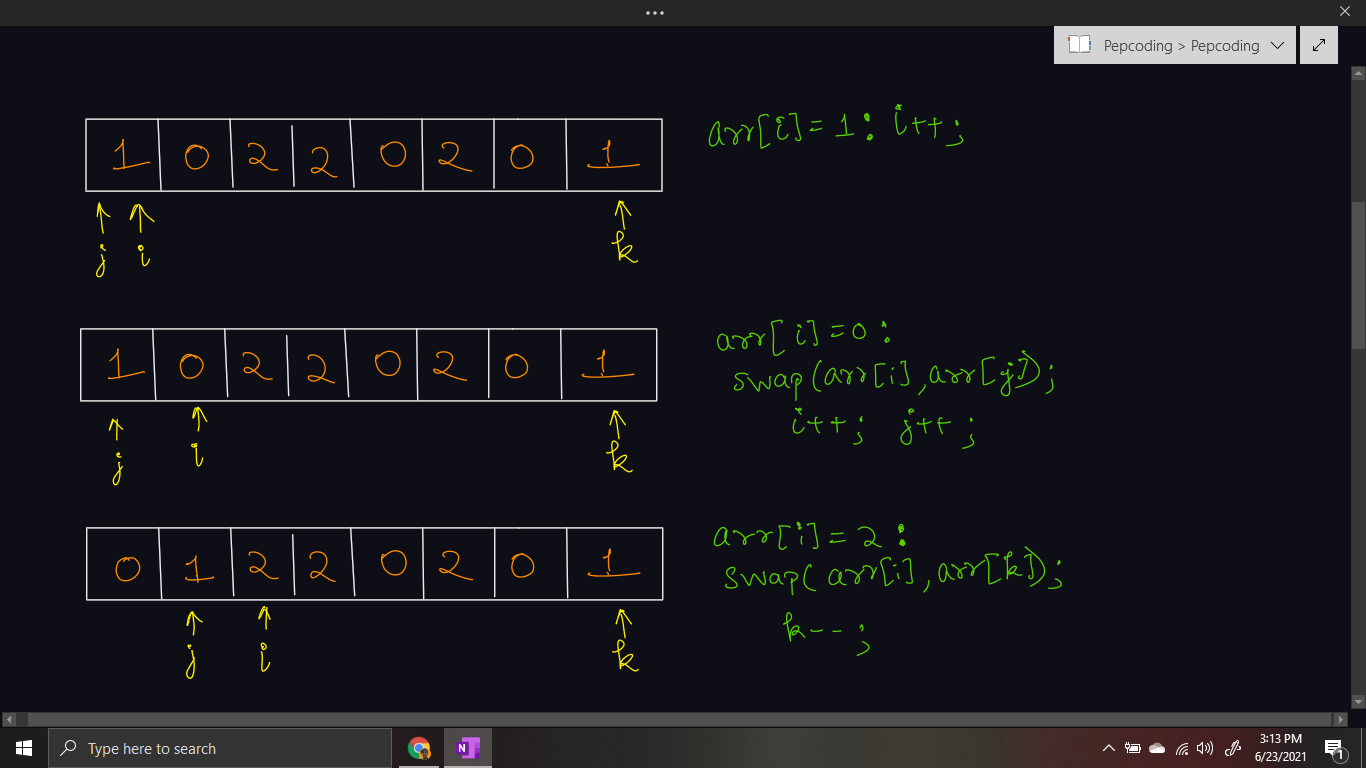 Pepcoding > Pepcoding
1 0 2 2 0 2 0 1
arr[i]= 1: i++;
j i k
1 0 2 2 0 2 0 1
arr[i]=0:
swap(arr[i],arr[j]);
i++; j++;
j i k
0 1 2 2 0 2 0 1
arr[i]=2:
swap(arr[i],arr[k]);
k--;
j i k
Type here to search
N
3:13 PM
6/23/2021
1